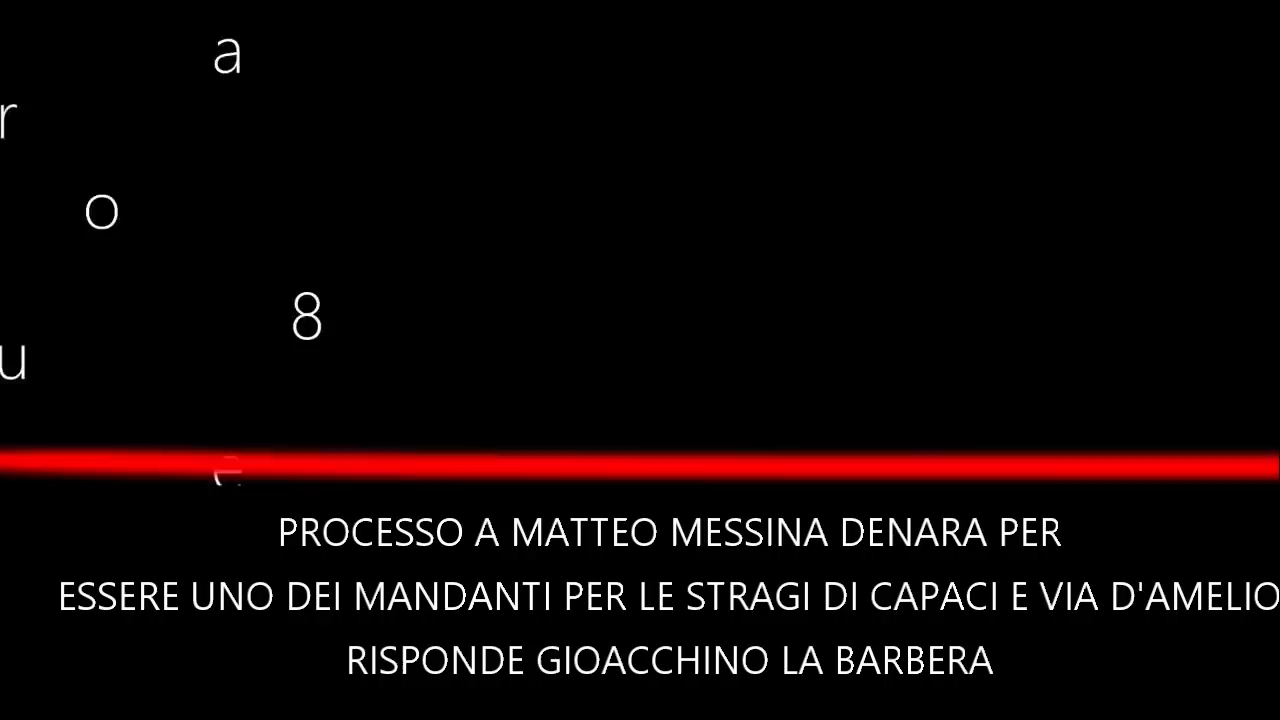 a
r
o
8
u
PROCESSO A MATTEO MESSINA DENARA PER
ESSERE UNO DEI MANDANTI PER LE STRAGI DI CAPACI E VIA D'AMELIO
RISPONDE GIOACCHINO LA BARBERA